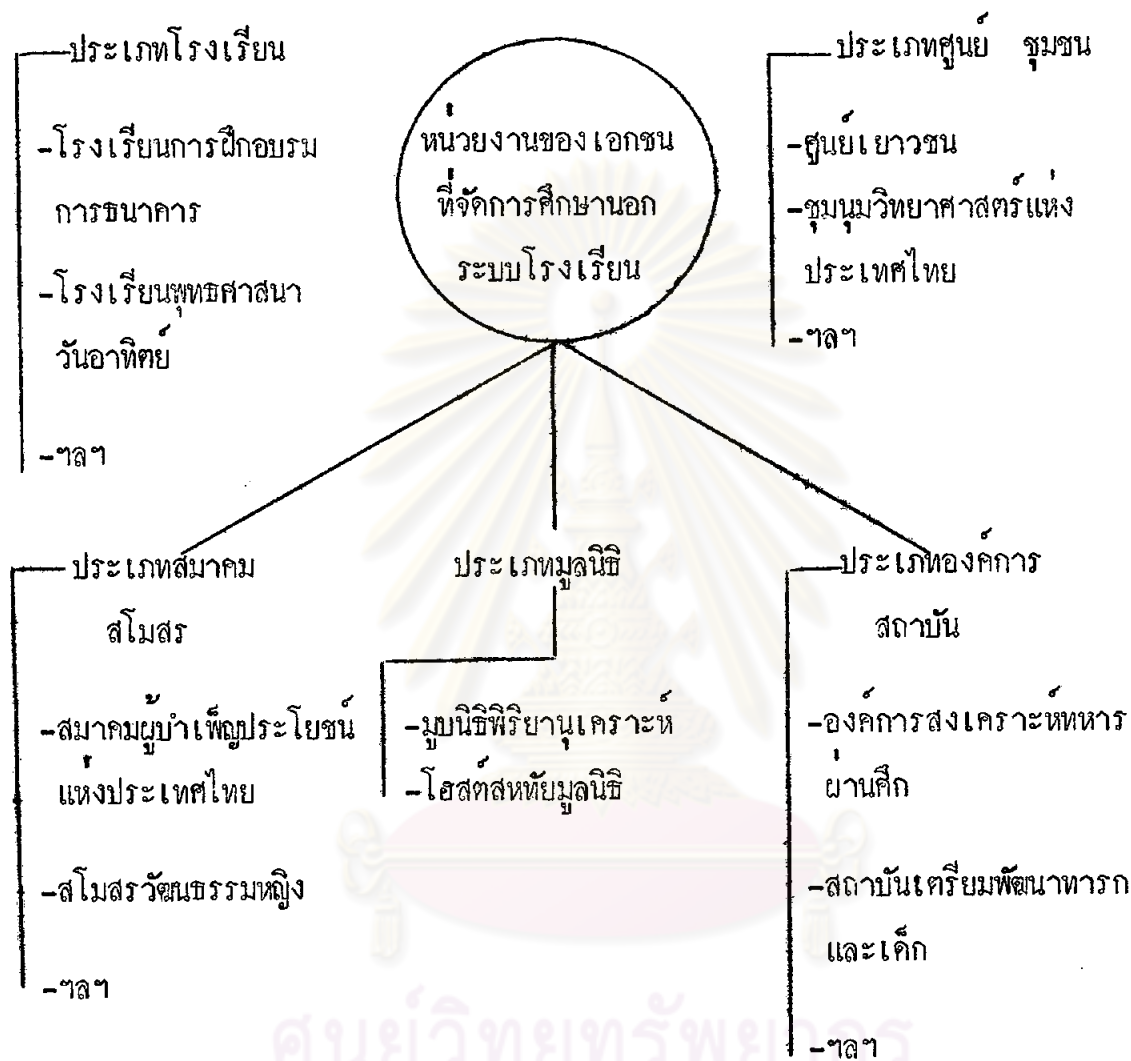 ประเภทโรงเรียน
-โรงเรียนการฝึกอบรม
การธนาคาร
-โรงเรียนพุทธศาสนา
วันอาทิตย์
-ฯลฯ
หน่วยงานของเอกชน
ที่จัดการศึกษานอก
ระบบโรงเรียน
ประเภทศูนย์ ชุมชน
-ศูนย์เยาวชน
-ชุมนุมวิทยาศาสตร์แห่ง
ประเทศไทย
-ฯลฯ
ประเภทสมาคม
สโมสร
-สมาคมผู้บำเพ็ญประโยชน์
แห่งประเทศไทย
-สโมสรวัฒนธรรมหญิง
-ฯลฯ
ประเภทมูลนิธิ
-มูบนิธิพิริยานุเคราะห์
-โฮสต์สหทัยมูลนิธิ
ประเภทองค์การ
สถาบัน
-องค์การสงเคราะห์ทหาร
ผ่านศึก
-สถาบันเตรียมพัฒนาทารก
และเด็ก
-ฯลฯ
ศูนย์วิทยทรัพยากร